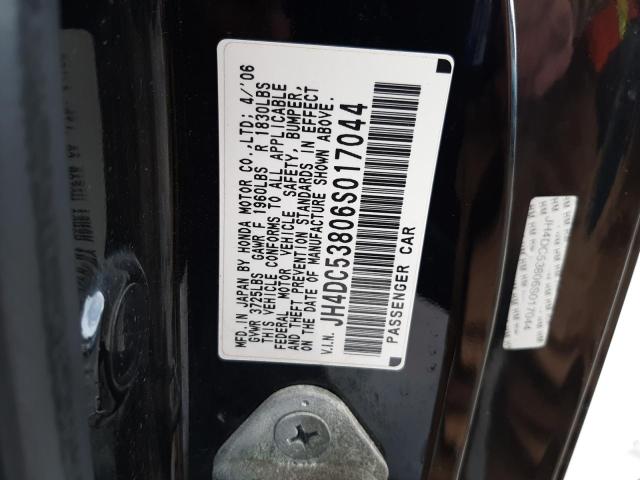 MFD.IN JAPAN BY HONDA MOTOR CO.,LTD; 4/'06
GVWR 3725LBS GAWR F 1960LBS R 1830LBS
THIS VEHICLE CONFORMS TO ALL APPLICABLE
FEDERAL MOTOR VEHICLE SAFETY, BUMPER,
AND THEFT PREVENTION STANDARDS IN EFFECT
ON THE DATE OF MANUFACTURE SHOWN ABOVE.
V.I.N. JH4DC53806S017044
PASSENGER CAR
JH4DC53806S017044